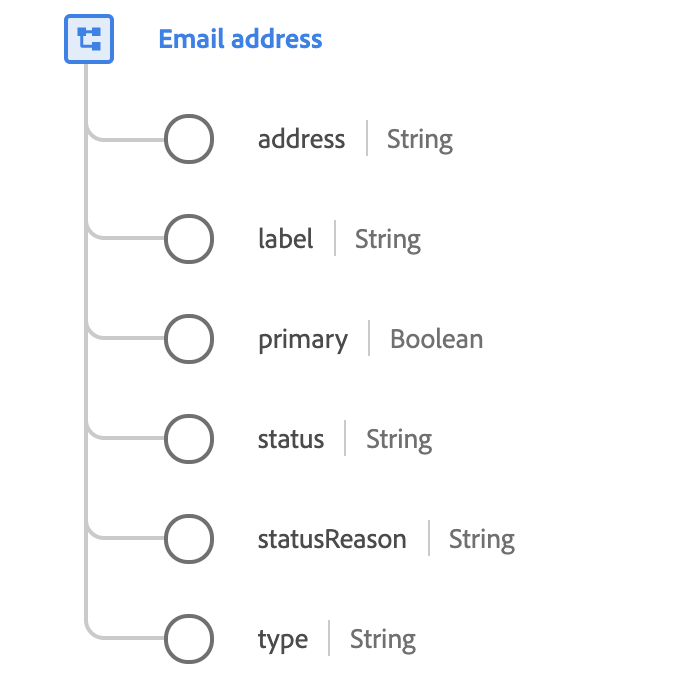 Email address
address | String
label | String
primary | Boolean
status | String
statusReason | String
type | String